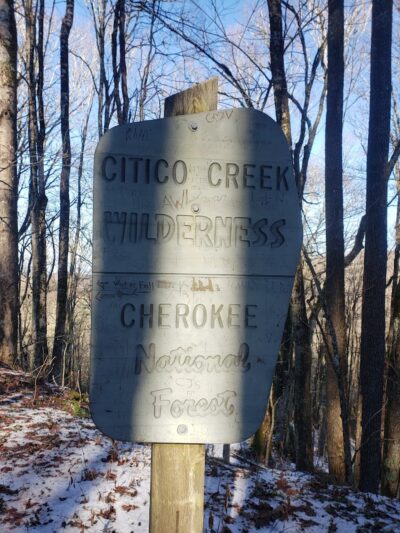 CITICO CREEK
WILDERNESS
CHEROKEE
National
Forest